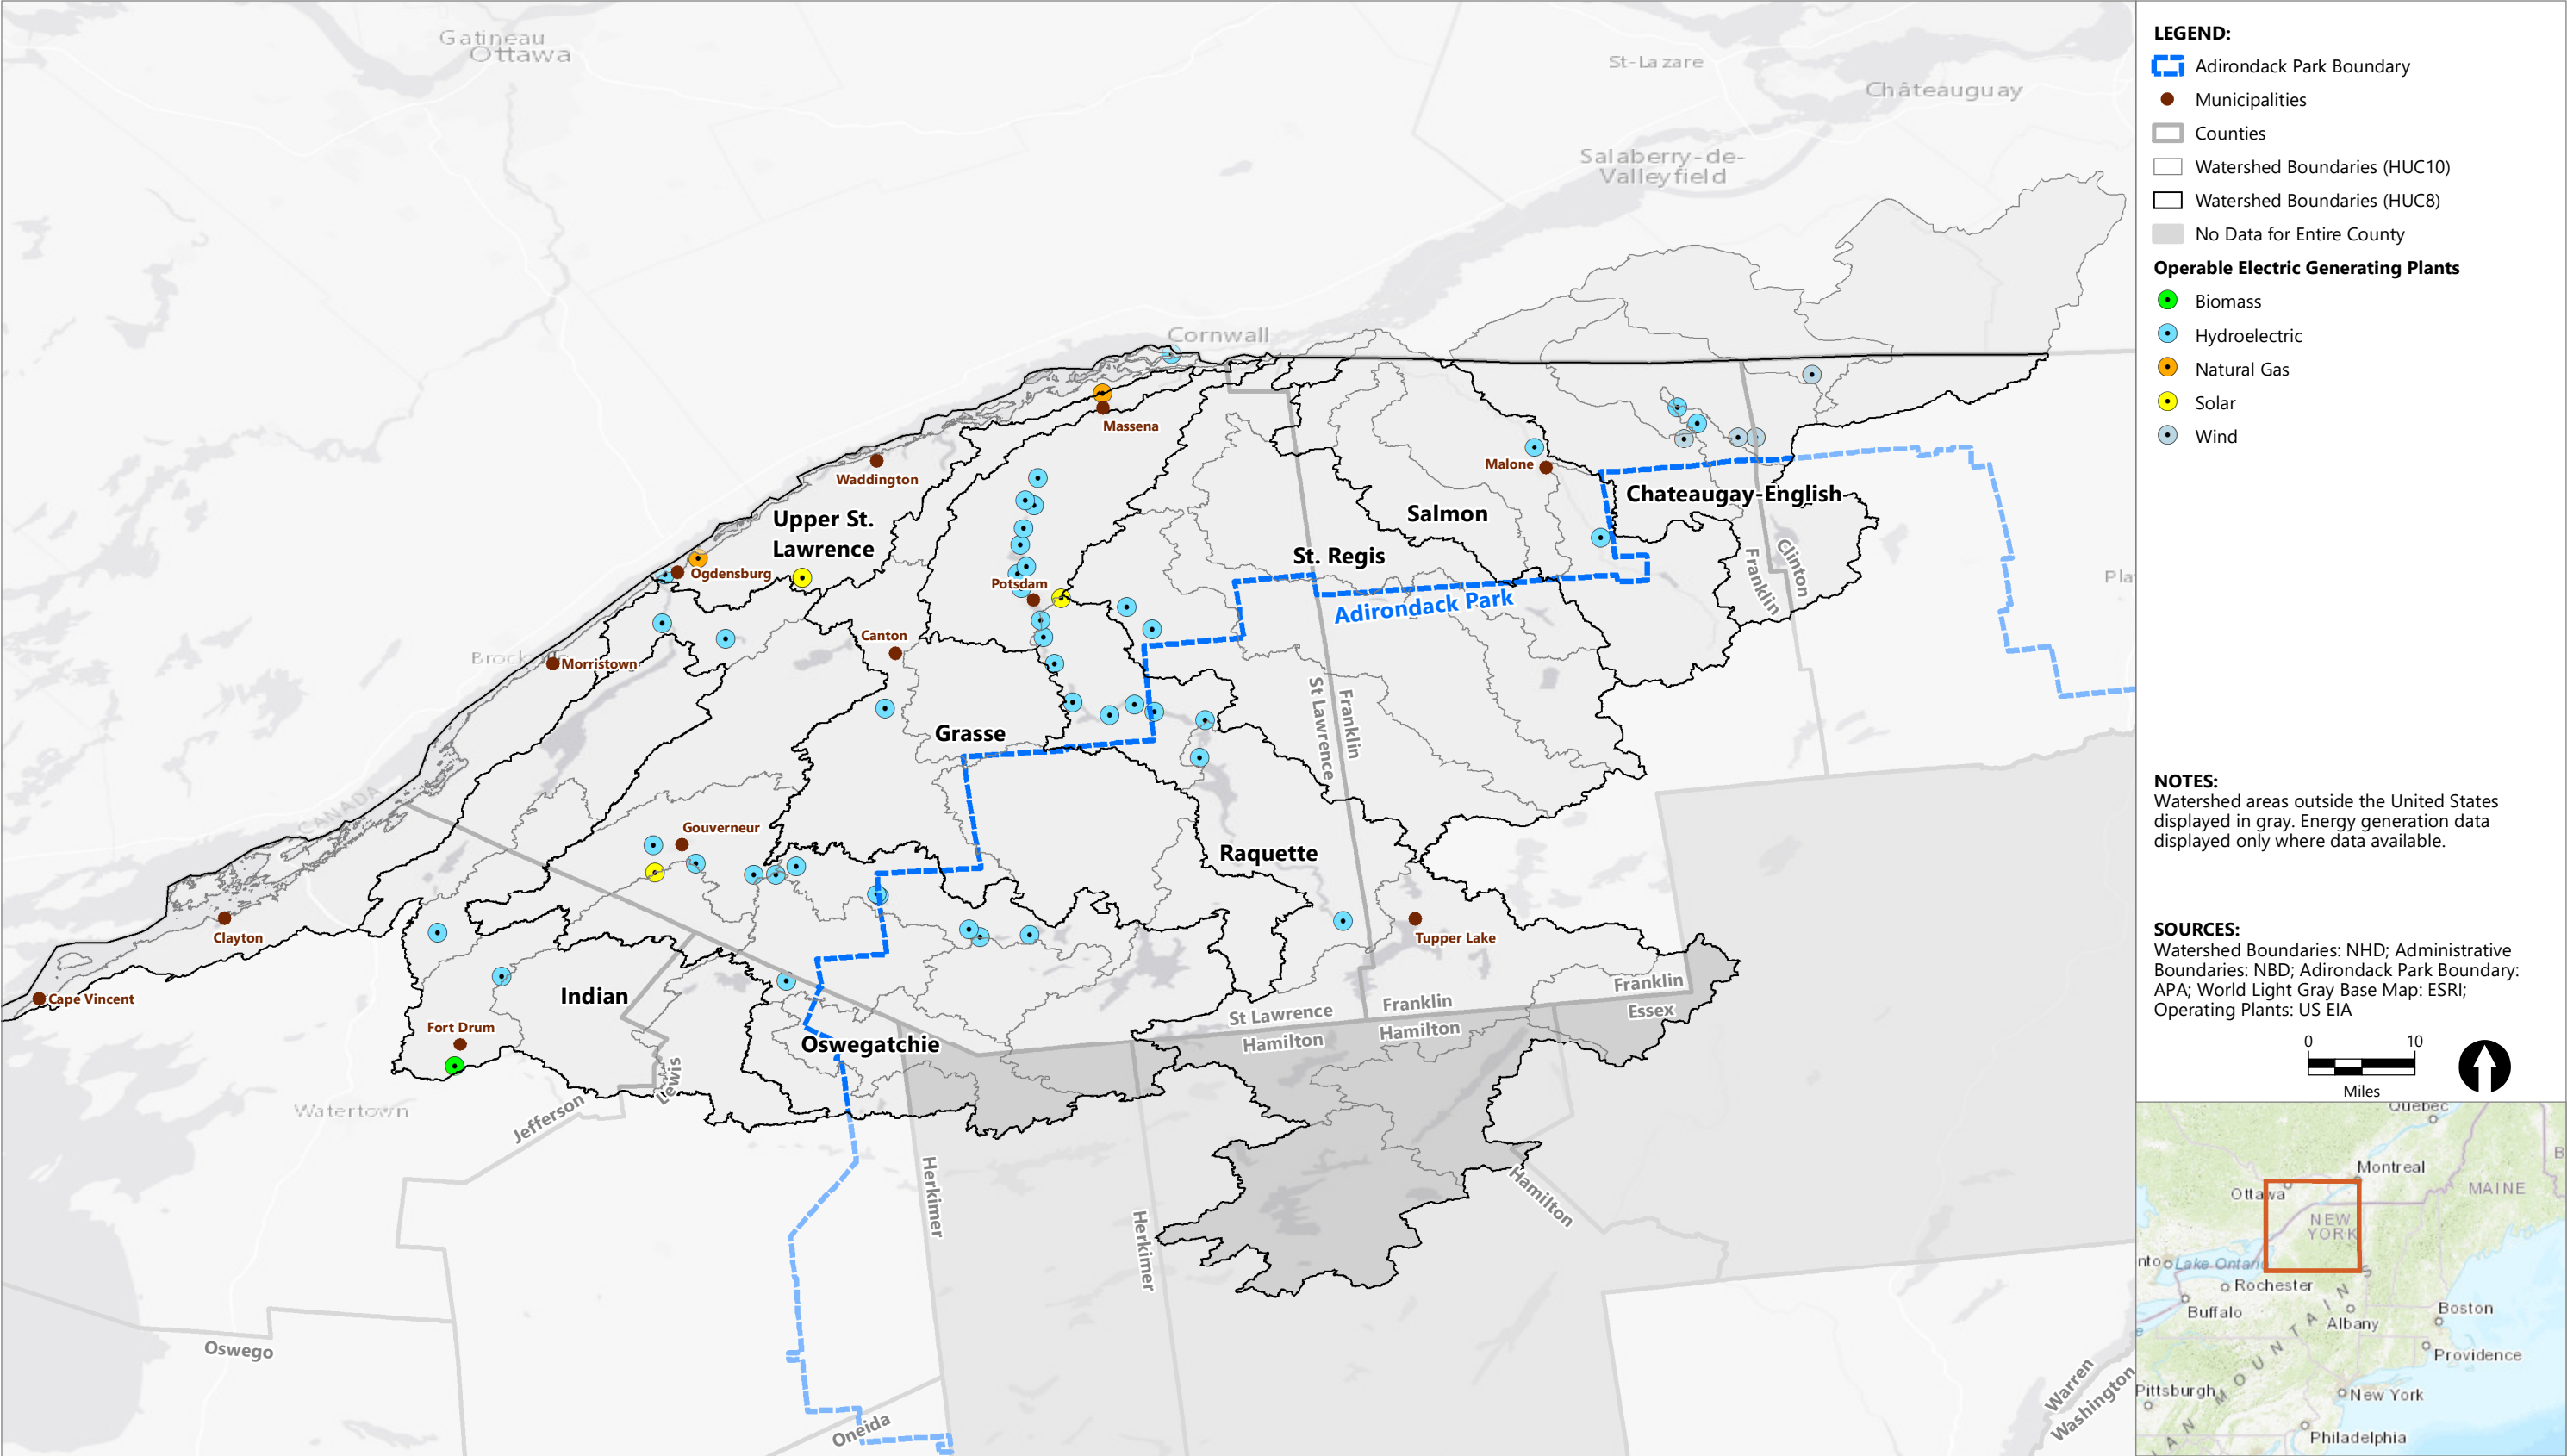 Gatineau
Ottawa
St-Lazare
Châteauguay
Salaberry-de-
Valleyfield
Cornwall
Massena
Waddington
Malone
Chateaugay-English
Upper St.
Lawrence
Salmon
St. Regis
Ogdensburg
Potsdam
Adirondack Park
Franklin
Clinton
Canton
Morristown
St Lawrence
Franklin
Grasse
CANADA
Gouverneur
Raquette
Clayton
Tupper Lake
Cape Vincent
Indian
Franklin
Franklin
St Lawrence
Essex
Hamilton
Hamilton
Fort Drum
Oswegatchie
Lewis
Watertown
Jefferson
Herkimer
Herkimer
Hamilton
Oswego
Oneida
Warren
Washington
LEGEND:
Adirondack Park Boundary
Municipalities
Counties
Watershed Boundaries (HUC10)
Watershed Boundaries (HUC8)
No Data for Entire County
Operable Electric Generating Plants
Biomass
Hydroelectric
Natural Gas
Solar
Wind
NOTES:
Watershed areas outside the United States
displayed in gray. Energy generation data
displayed only where data available.
SOURCES:
Watershed Boundaries: NHD; Administrative
Boundaries: NBD; Adirondack Park Boundary:
APA; World Light Gray Base Map: ESRI;
Operating Plants: US EIA
0 10
Miles
Quebec
Montreal
Ottawa
MAINE
NEW
YORK
Lake Ontari
Rochester
Buffalo
Albany
Boston
Providence
MOUNTAINS
Pittsburgh
New York
Philadelphia